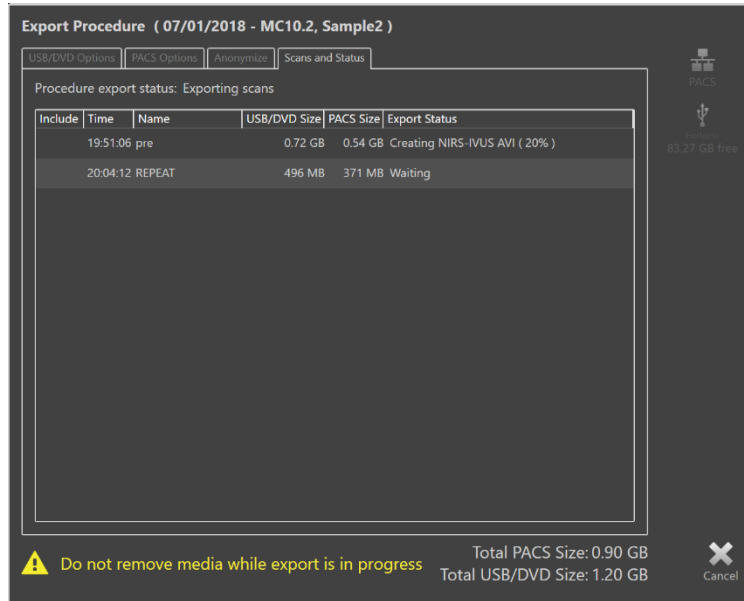 Export Procedure ( 07/01/2018 - MC10.2, Sample2 )
USB/DVD Options PACS Options Anonymize Scans and Status
PACS
Procedure export status: Exporting scans
Include Time Name USB/DVD Size PACS Size Export Status
19:51:06 pre 0.72 GB 0.54 GB Creating NIRS-IVUS AVI ( 20% )
83.27 GB free
20:04:12 REPEAT 496 MB 371 MB Waiting
Do not remove media while export is in progress
Total PACS Size: 0.90 GB
Total USB/DVD Size: 1.20 GB
Cancel